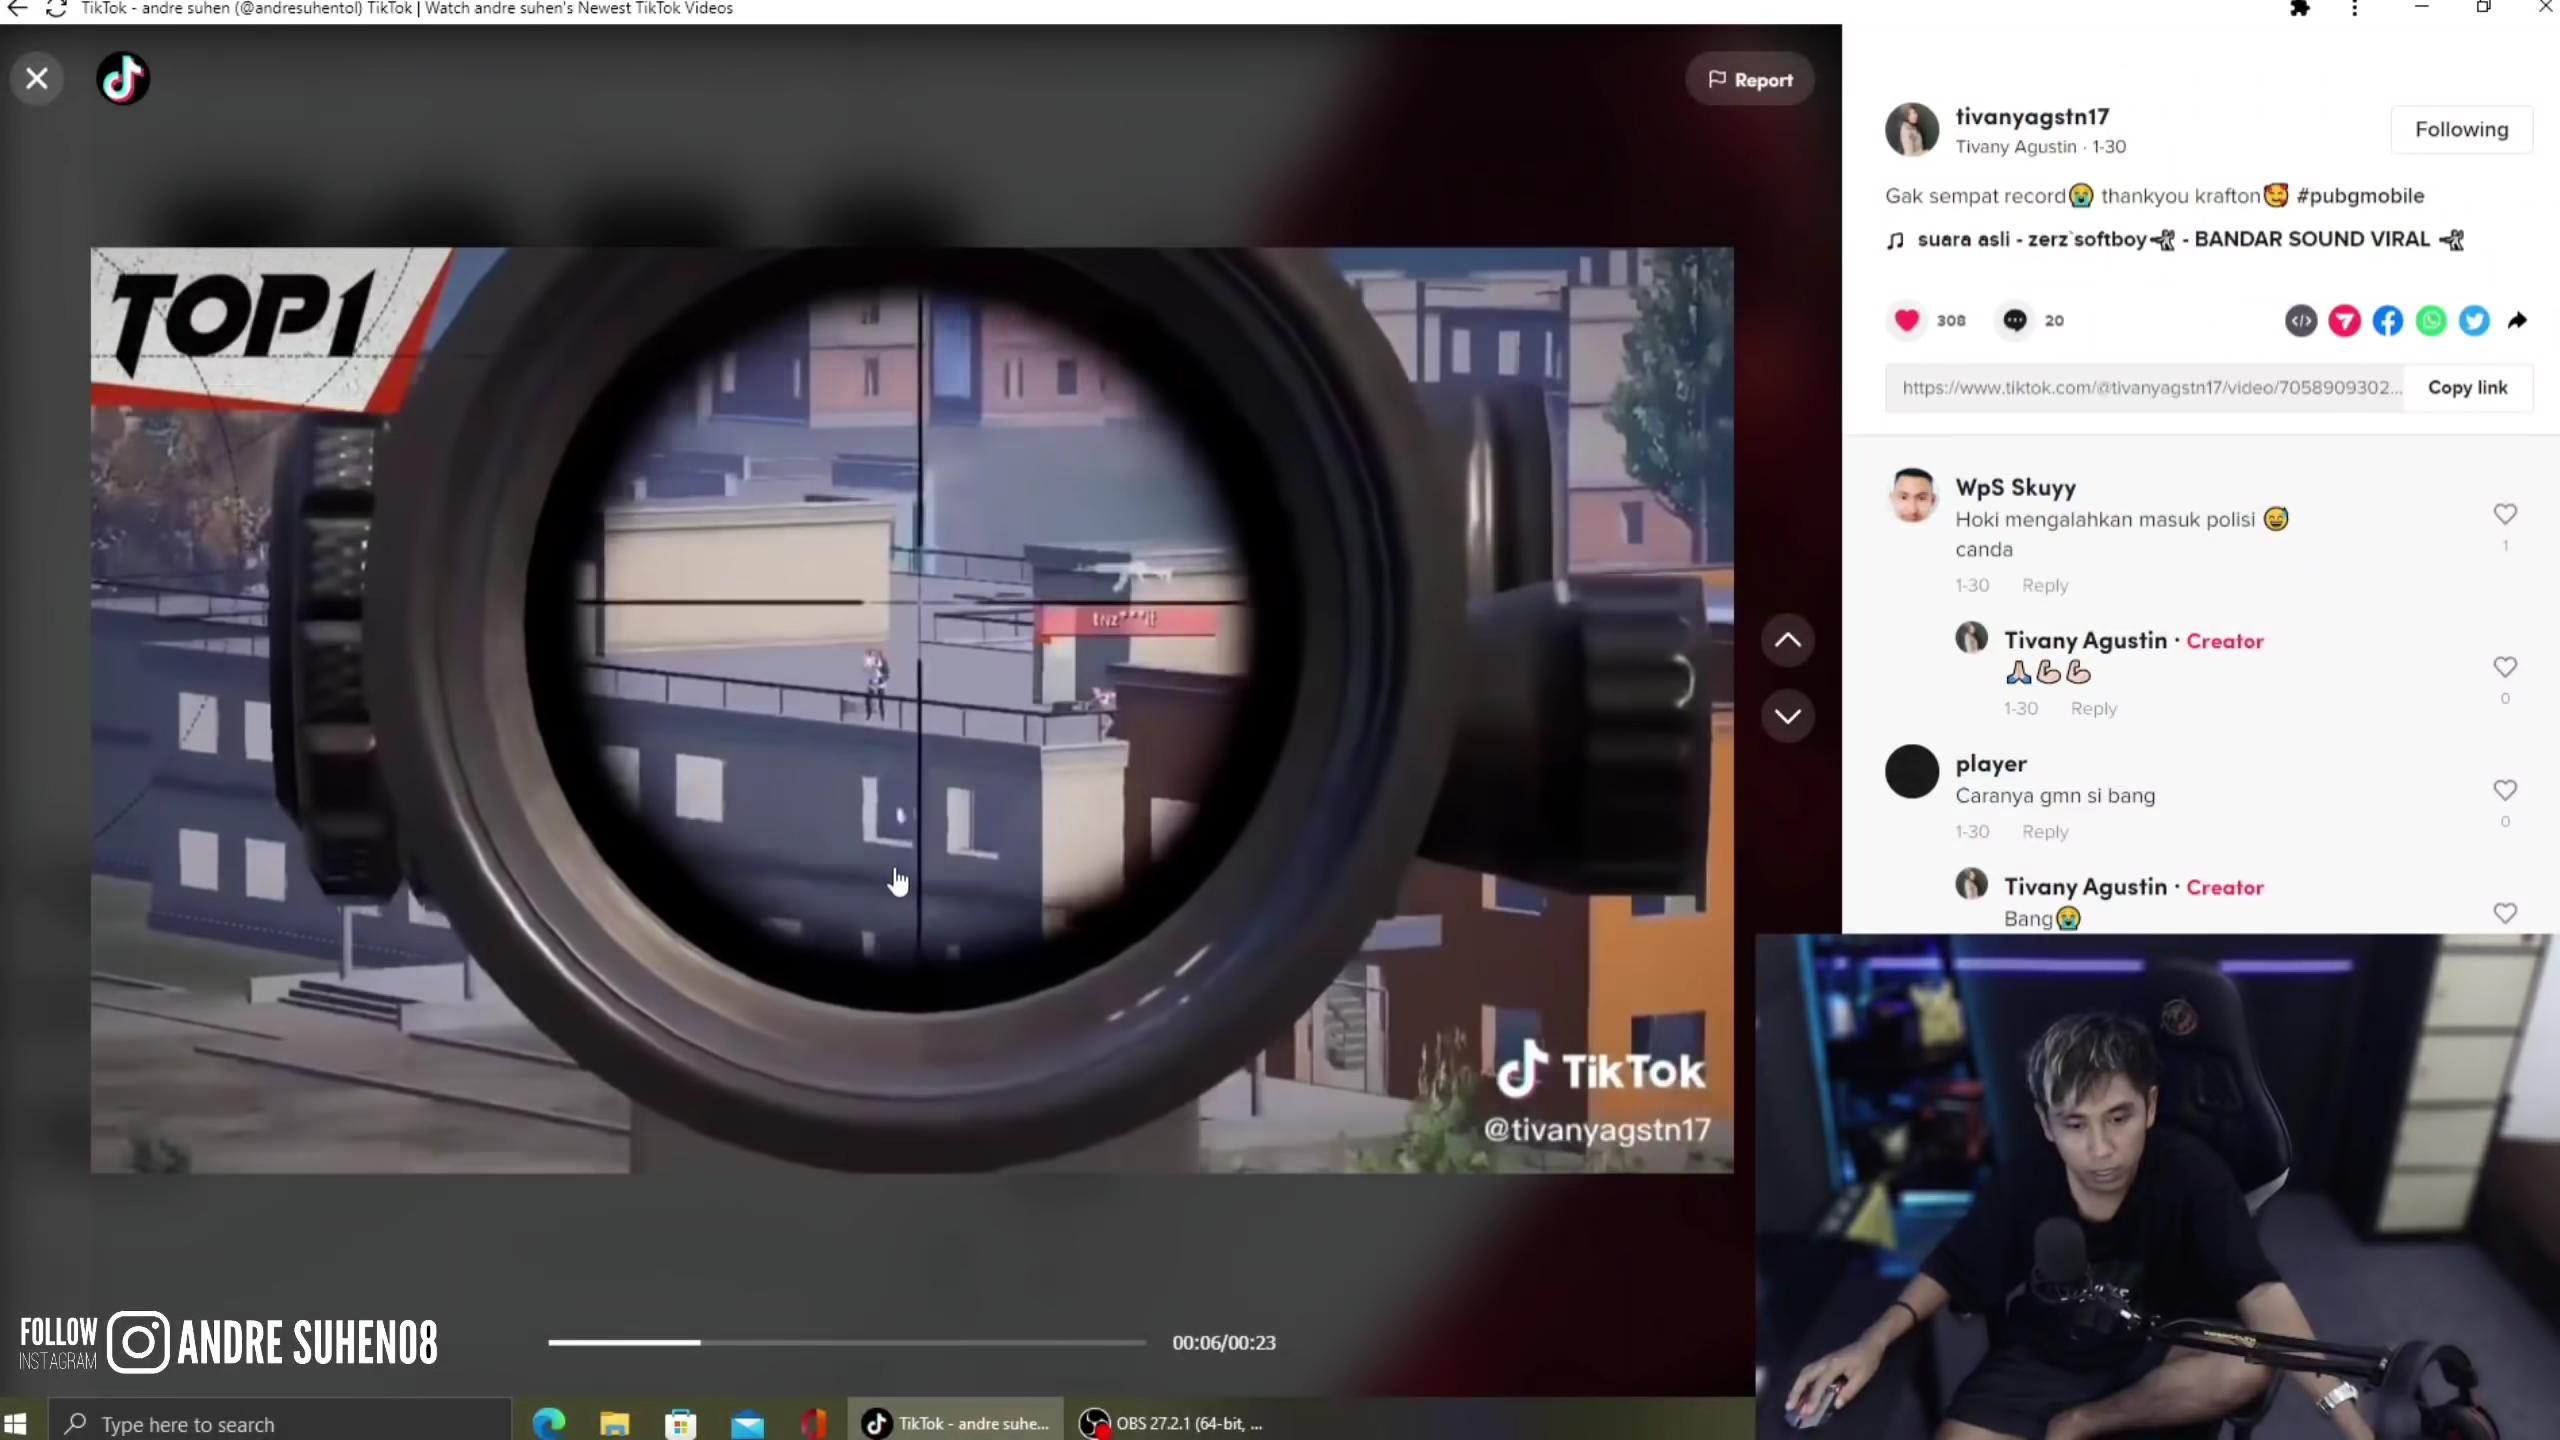 TikTok - andre suhen (@andresuhentol) TikTok | Watch andre suhen's Newest TikTok Videos
Report
TOP1
TikTok
@tivanyagstn17
00:06/00:23
FOLLOW
INSTAGRAM
ANDRE SUHEN08
tivanyagstn17
Tivany Agustin · 1-30
Following
Gak sempat record😭 thankyou krafton🥰 #pubgmobile
suara asli - zerz`softboy - BANDAR SOUND VIRAL
308
20
https://www.tiktok.com/@tivanyagstn17/video/7058909302...
Copy link
WpS Skuyy
Hoki mengalahkan masuk polisi 😅
canda
1
1-30 Reply
Tivany Agustin · Creator
🙏🏻💪🏻💪🏻
0
1-30 Reply
player
Caranya gmn si bang
0
1-30 Reply
Tivany Agustin · Creator
Bang😭
Type here to search
TikTok - andre suhe...
OBS 27.2.1 (64-bit, ...